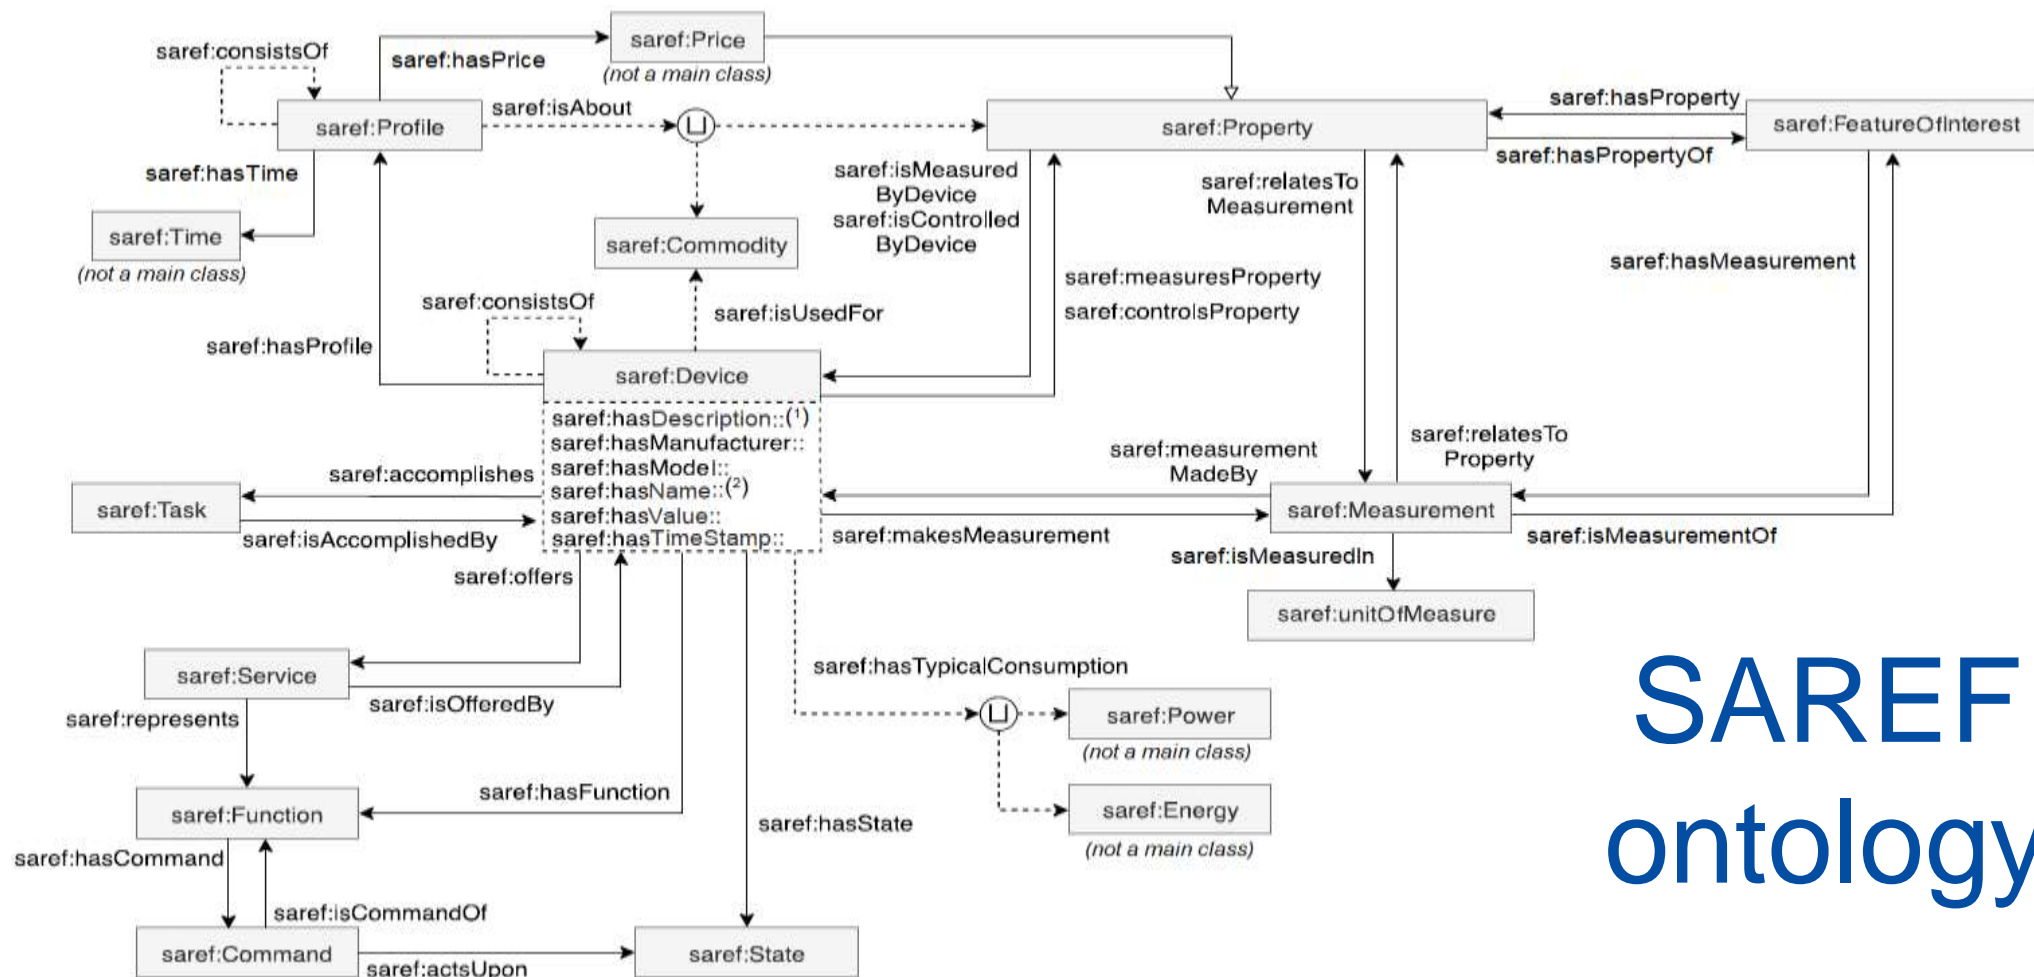 saref:consistsOf
saref:hasPrice
saref:Price
(not a main class)
saref:Profile
saref:isAbout
saref:Property
saref:hasProperty
saref:FeatureOfInterest
saref:hasPropertyOf
saref:hasTime
saref:Time
(not a main class)
saref:Commodity
saref:isMeasured
ByDevice
saref:isControlled
ByDevice
saref:relatesTo
Measurement
saref:hasMeasurement
saref:measuresProperty
saref:controlsProperty
saref:consistsOf
saref:isUsedFor
saref:hasProfile
saref:Device
saref:hasDescription::(¹)
saref:hasManufacturer::
saref:hasModel::
saref:hasName::(²)
saref:hasValue::
saref:hasTimeStamp::
saref:accomplishes
saref:Task
saref:isAccomplishedBy
saref:measurement
MadeBy
saref:relatesTo
Property
saref:makesMeasurement
saref:Measurement
saref:isMeasurementOf
saref:isMeasuredIn
saref:unitOfMeasure
saref:offers
saref:Service
saref:isOfferedBy
saref:represents
saref:hasTypicalConsumption
saref:Power
(not a main class)
saref:Energy
(not a main class)
saref:Function
saref:hasFunction
saref:hasState
saref:hasCommand
saref:isCommandOf
saref:Command
saref:actsUpon
saref:State
SAREF
ontology